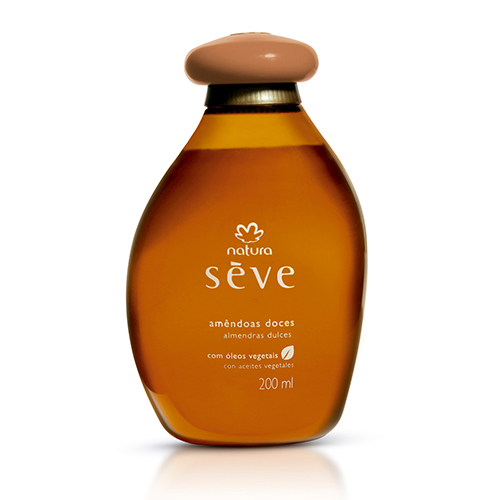 natura
sève
amêndoas doces
almendras dulces
com óleos vegetais
con aceites vegetales
200 ml